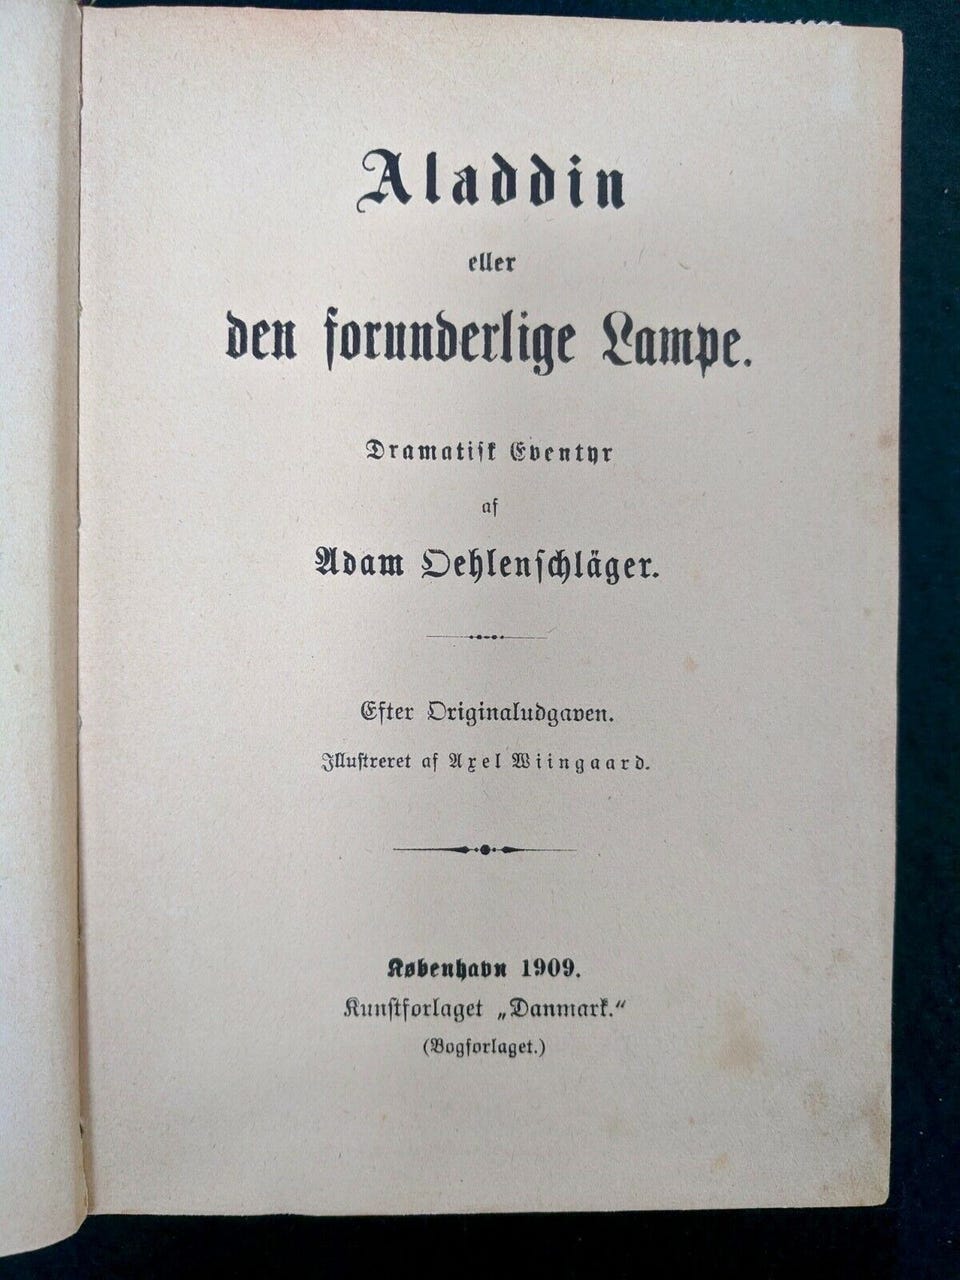 Aladdin
eller
den forunderlige Lampe.
Dramatisk Eventyr
af
Adam Oehlenschläger.
Efter Originaludgaven.
Illustreret af Axel Wiingaard.
København 1909.
Kunstforlaget „Danmark.“
(Bogforlaget.)